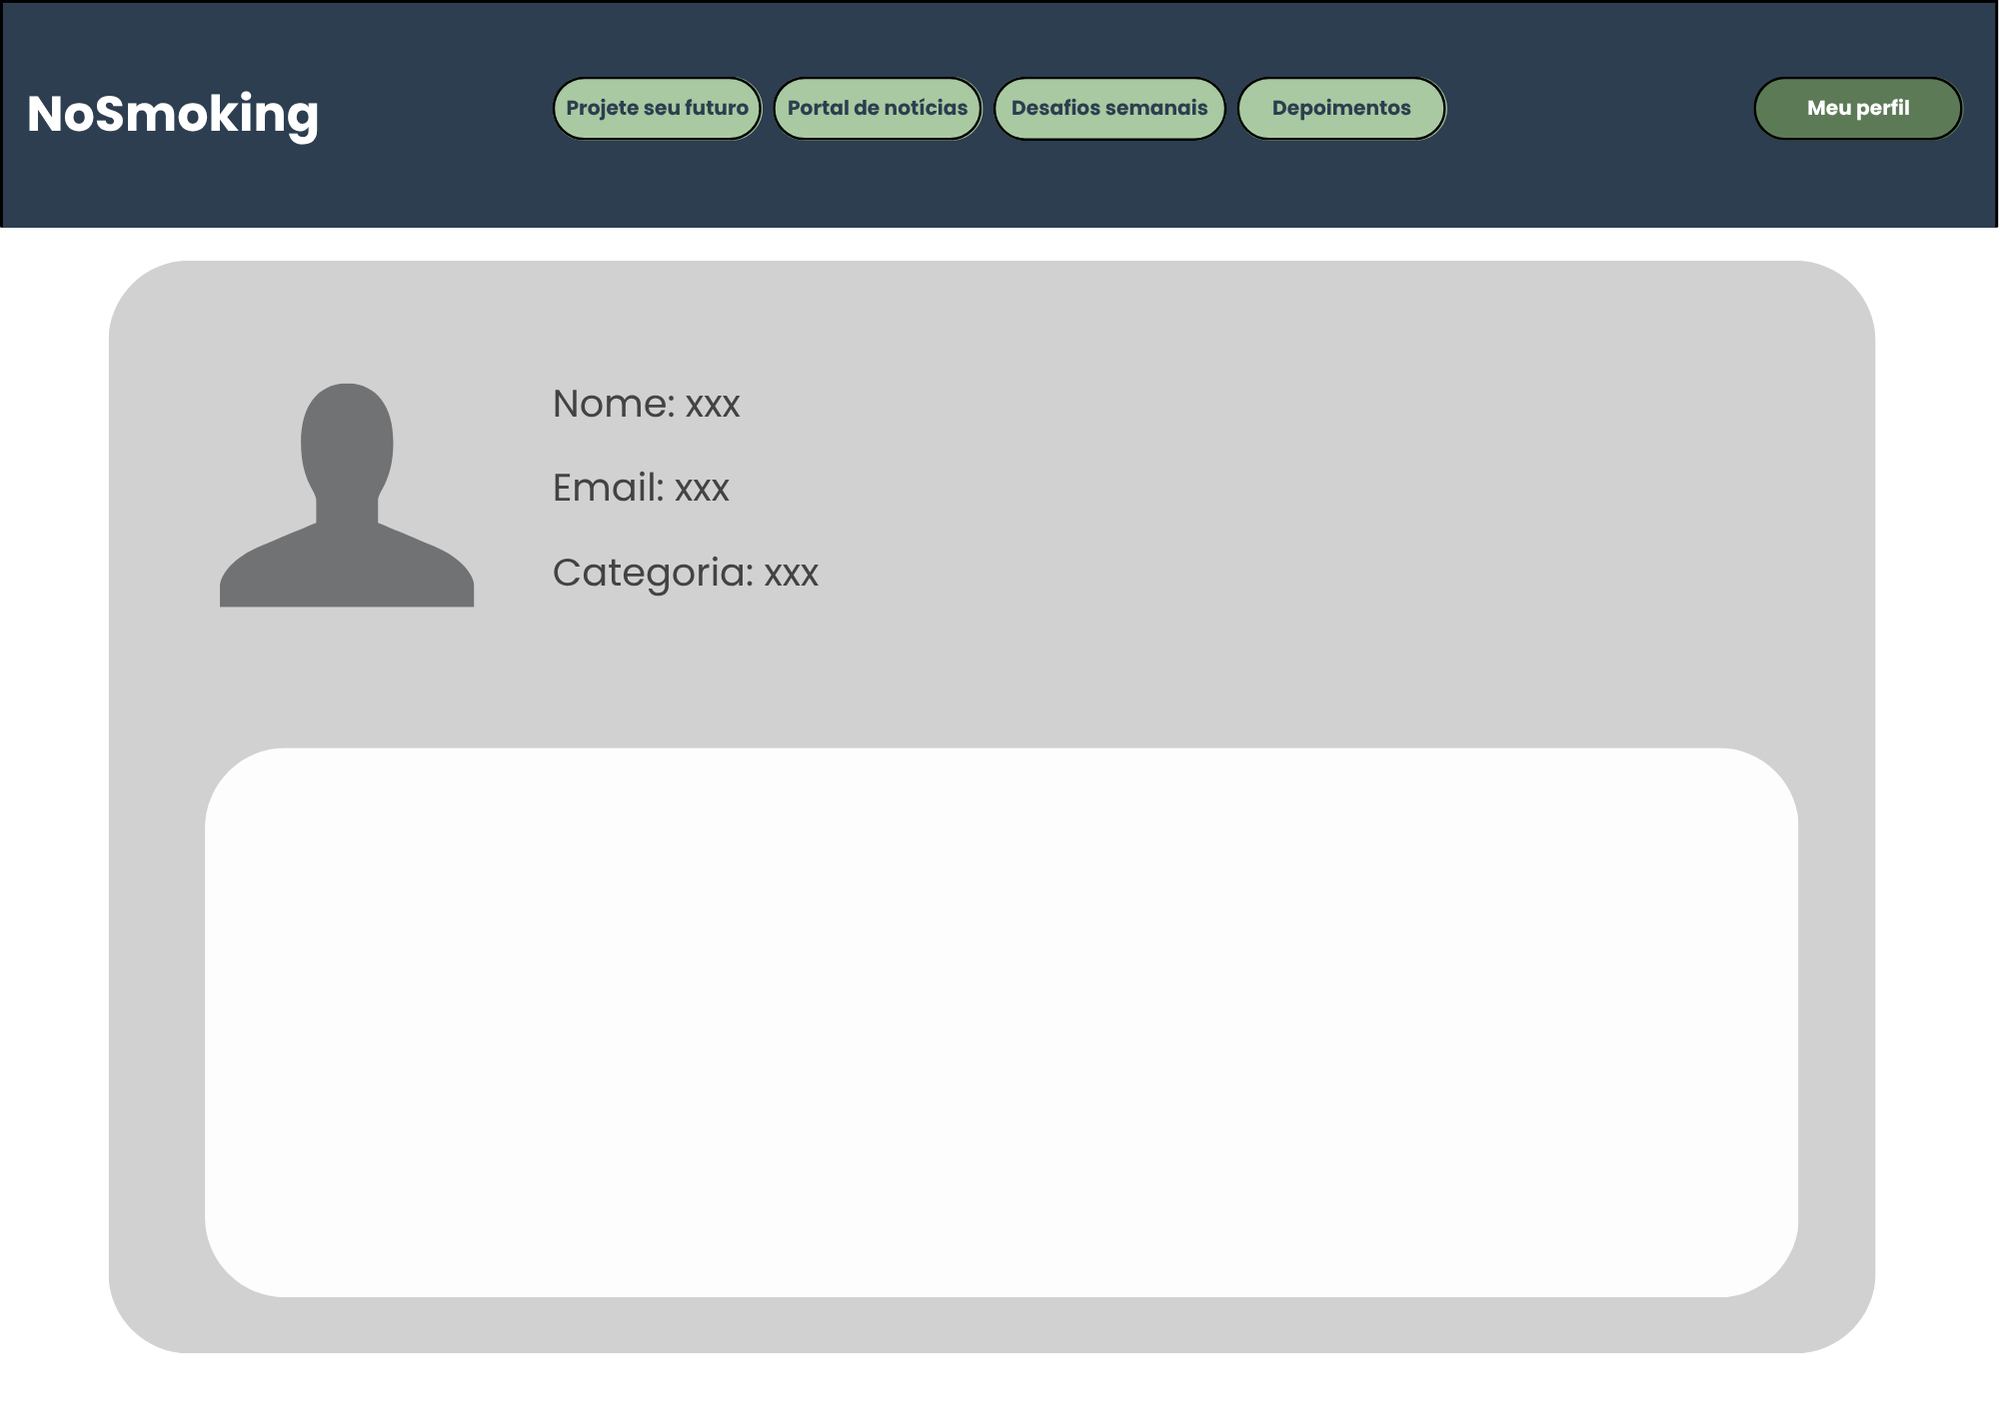 NoSmoking
Projete seu futuro
Portal de notícias
Desafios semanais
Depoimentos
Meu perfil
Nome: xxx
Email: xxx
Categoria: xxx